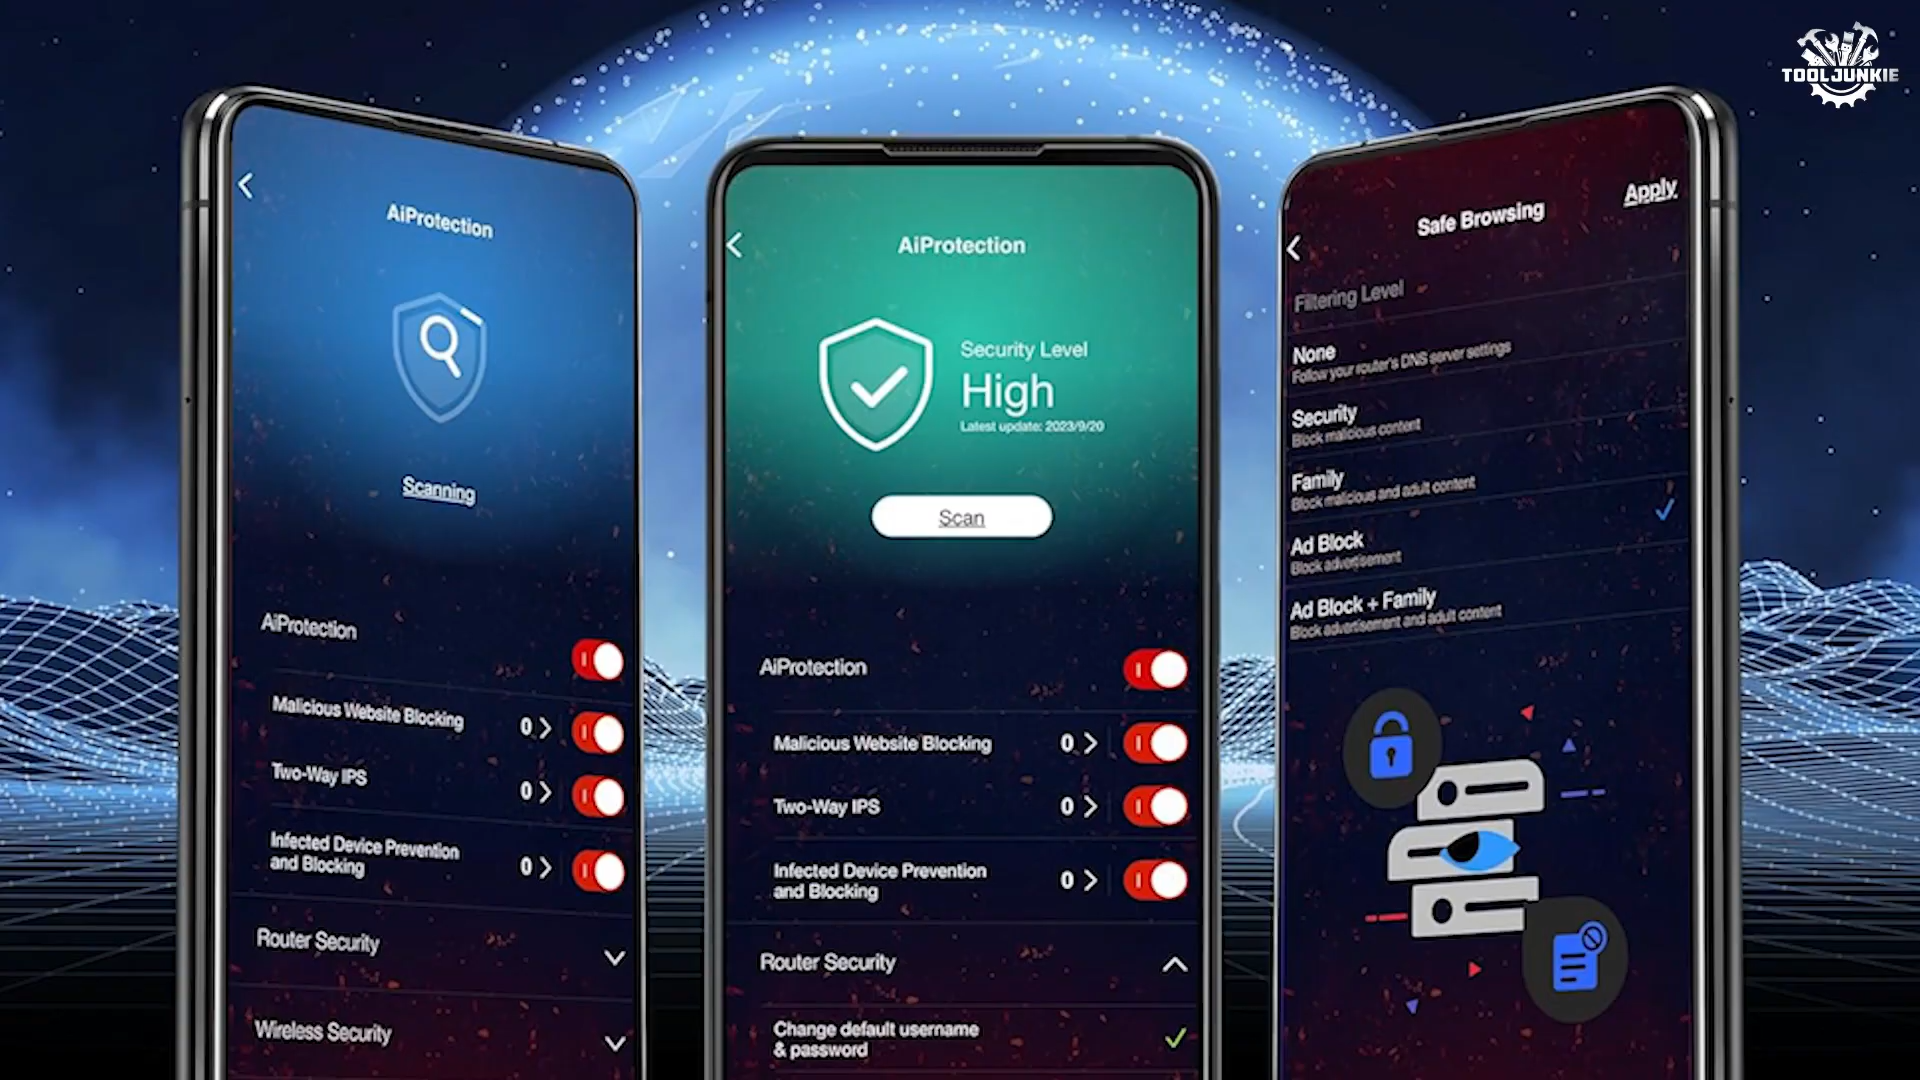 TOOLJUNKIE
AiProtection
Scanning
AiProtection
Malicious Website Blocking
0
Two-Way IPS
0
Infected Device Prevention
and Blocking
0
Router Security
Wireless Security
AiProtection
Security Level
High
Latest update: 2023/9/20
Scan
AiProtection
Malicious Website Blocking
0
Two-Way IPS
0
Infected Device Prevention
and Blocking
0
Router Security
Change default username
& password
Apply
Safe Browsing
Filtering Level
None
Follow your router's DNS server settings
Security
Block malicious content
Family
Block malicious and adult content
Ad Block
Block advertisement
Ad Block + Family
Block advertisement and adult content